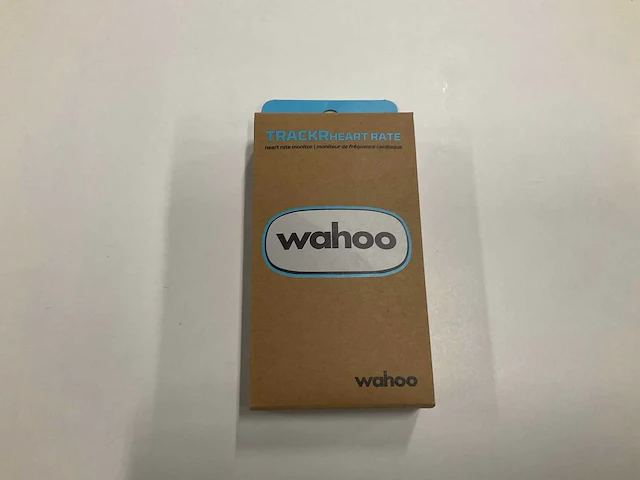 TRACKR HEART RATE
heart rate monitor | moniteur de fréquence cardiaque
wahoo
wahoo